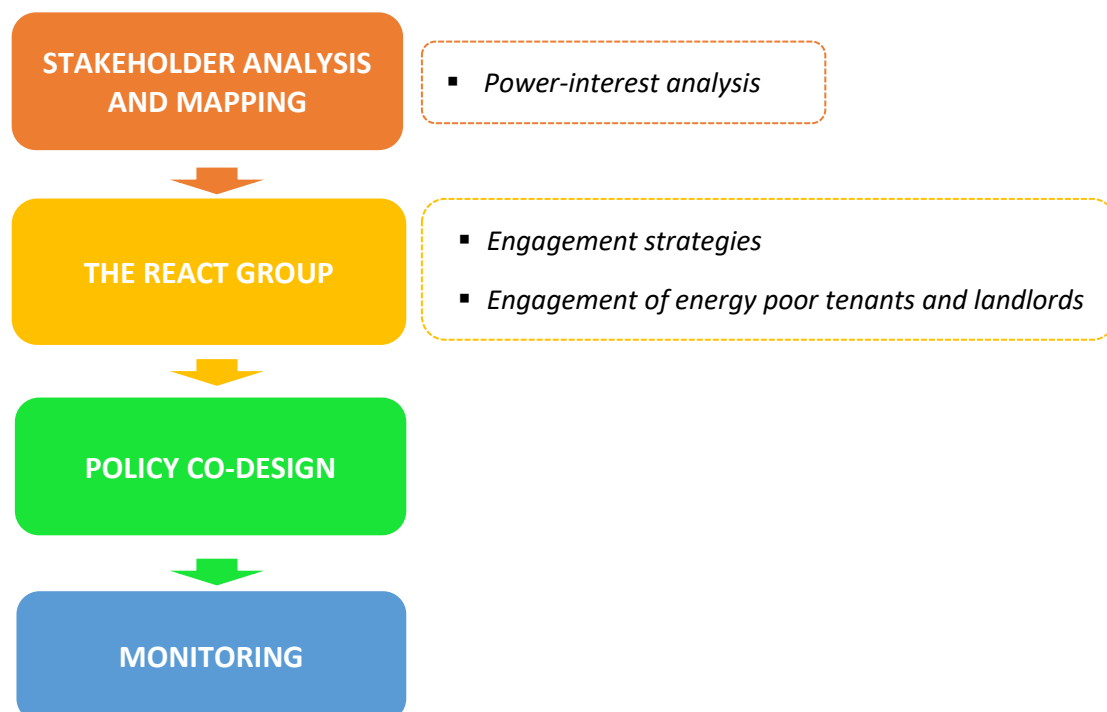 STAKEHOLDER ANALYSIS
AND MAPPING
▪ Power-interest analysis
THE REACT GROUP
▪ Engagement strategies
▪ Engagement of energy poor tenants and landlords
POLICY CO-DESIGN
MONITORING